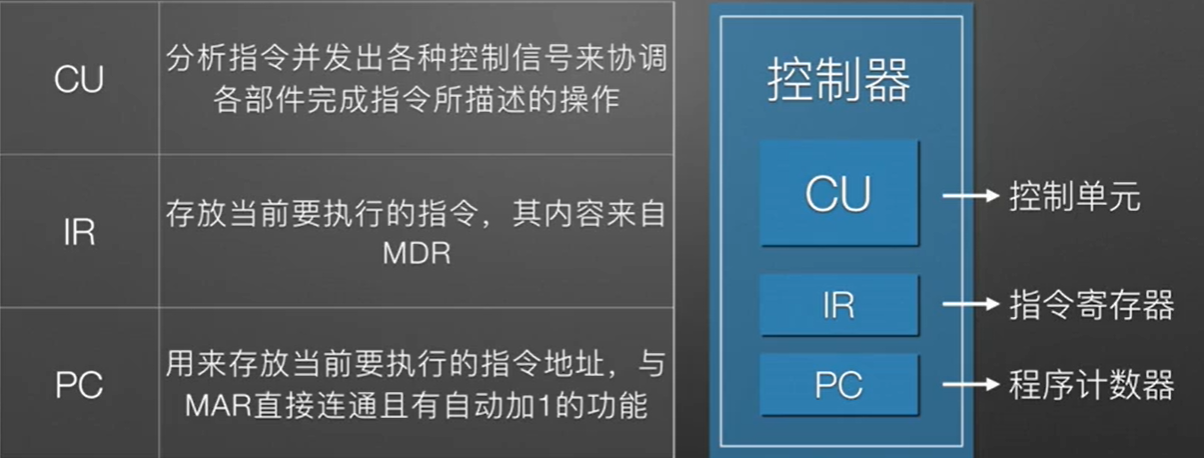 CU
分析指令并发出各种控制信号来协调
各部件完成指令所描述的操作
IR
存放当前要执行的指令，其内容来自
MDR
PC
用来存放当前要执行的指令地址，与
MAR直接连通且有自动加1的功能
控制器
CU
控制单元
IR
指令寄存器
PC
程序计数器